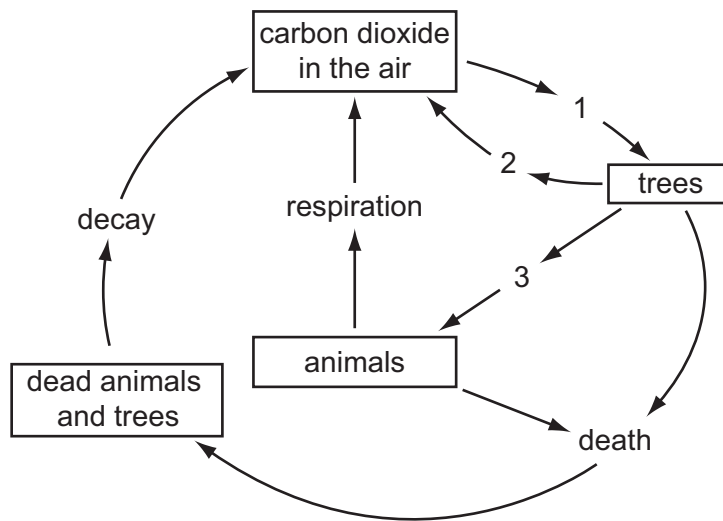 carbon dioxide
in the air
1
2
trees
decay
respiration
3
animals
dead animals
and trees
death